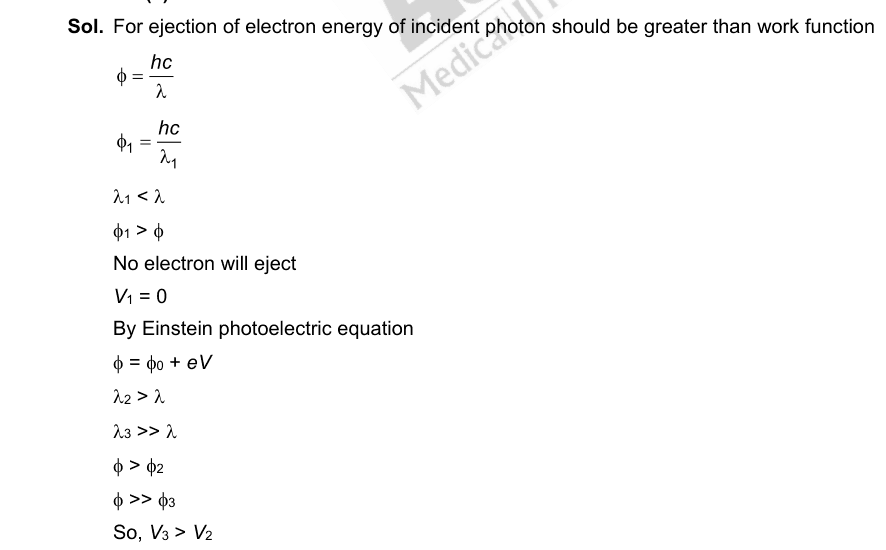 Sol. For ejection of electron energy of incident photon should be greater than work function
ϕ = hc/λ
ϕ₁ = hc/λ₁
λ₁ < λ
ϕ₁ > ϕ
No electron will eject
V₁ = 0
By Einstein photoelectric equation
ϕ = ϕ₀ + eV
λ₂ > λ
λ₃ >> λ
ϕ > ϕ₂
ϕ >> ϕ₃
So, V₃ > V₂